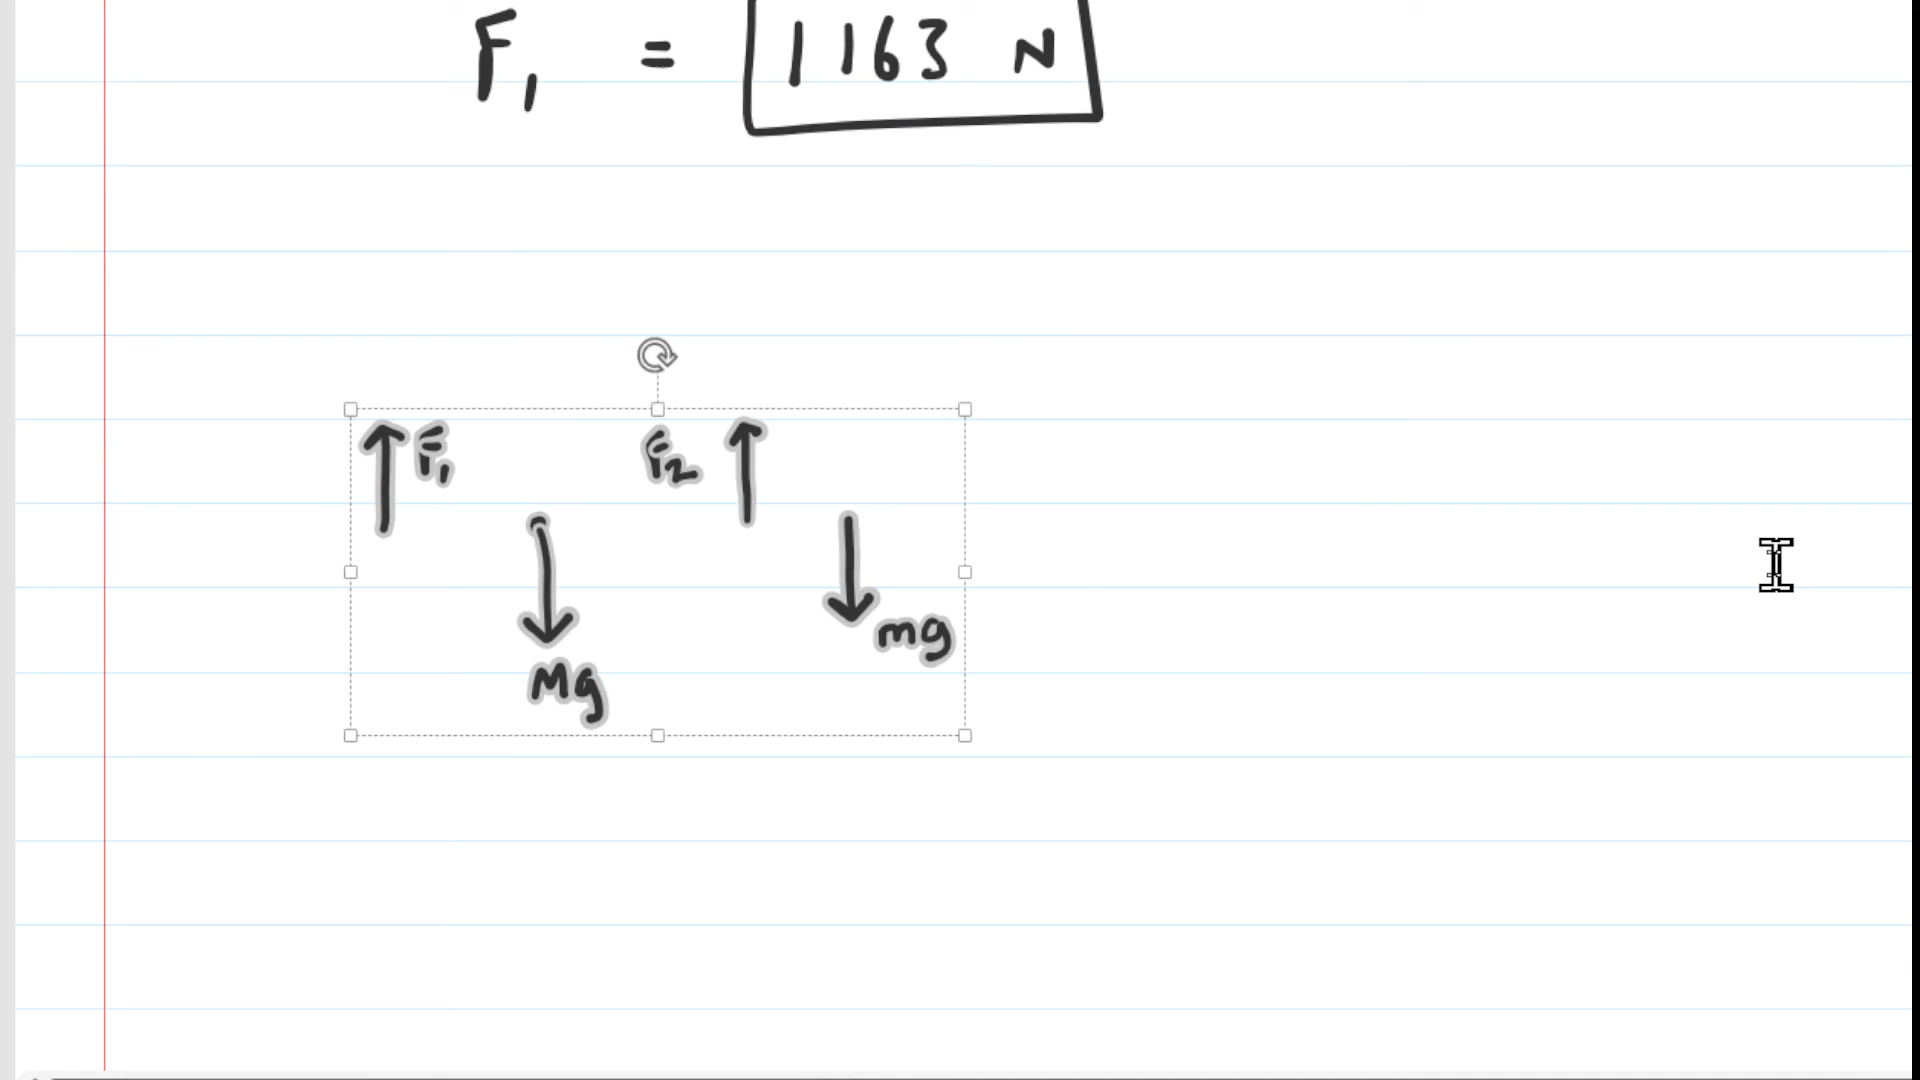 F₁ = 1163 N
F₁ F₂
mg
Mg